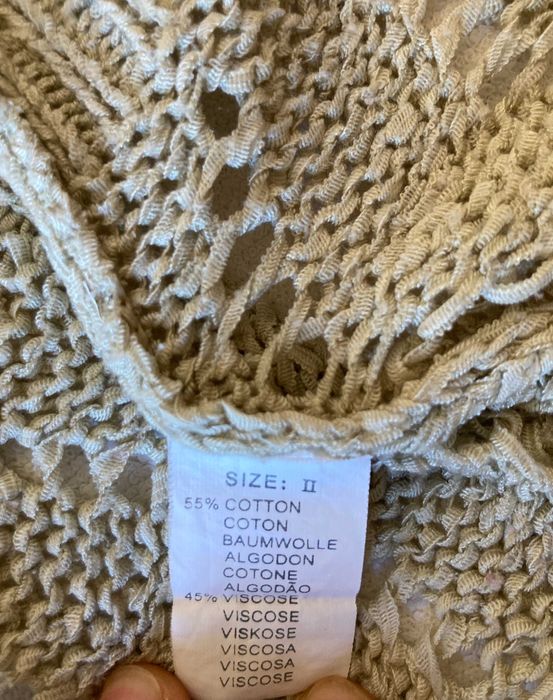 SIZE: II
55% COTTON
COTON
BAUMWOLLE
ALGODON
COTONE
ALGODÃO
45% VISCOSE
VISCOSE
VISKOSE
VISCOSA
VISCOSA
VISCOSE